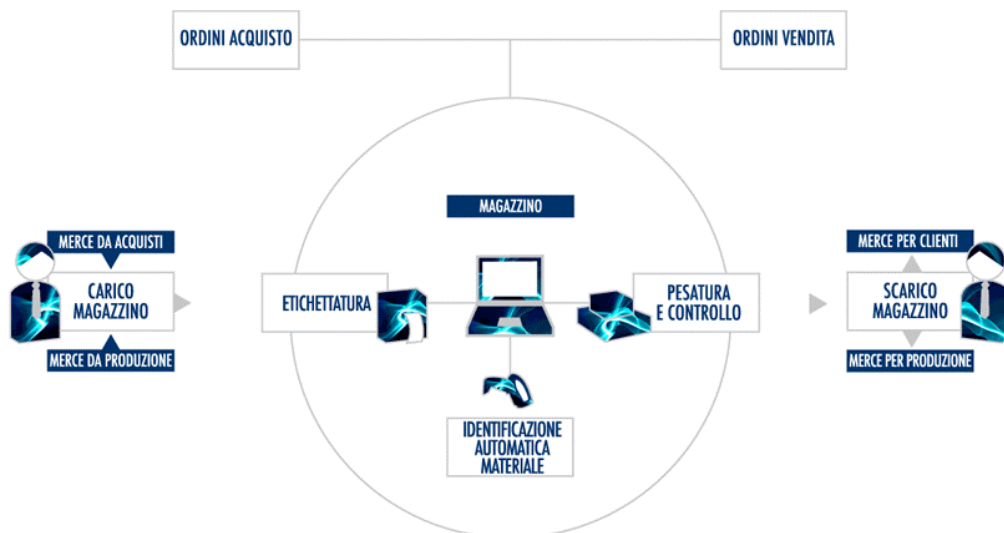 ORDINI ACQUISTO
ORDINI VENDITA
MAGAZZINO
MERCE DA ACQUISTI
CARICO
MAGAZZINO
MERCE DA PRODUZIONE
ETICHETTATURA
PESATURA
E CONTROLLO
IDENTIFICAZIONE
AUTOMATICA
MATERIALE
MERCE PER CLIENTI
SCARICO
MAGAZZINO
MERCE PER PRODUZIONE